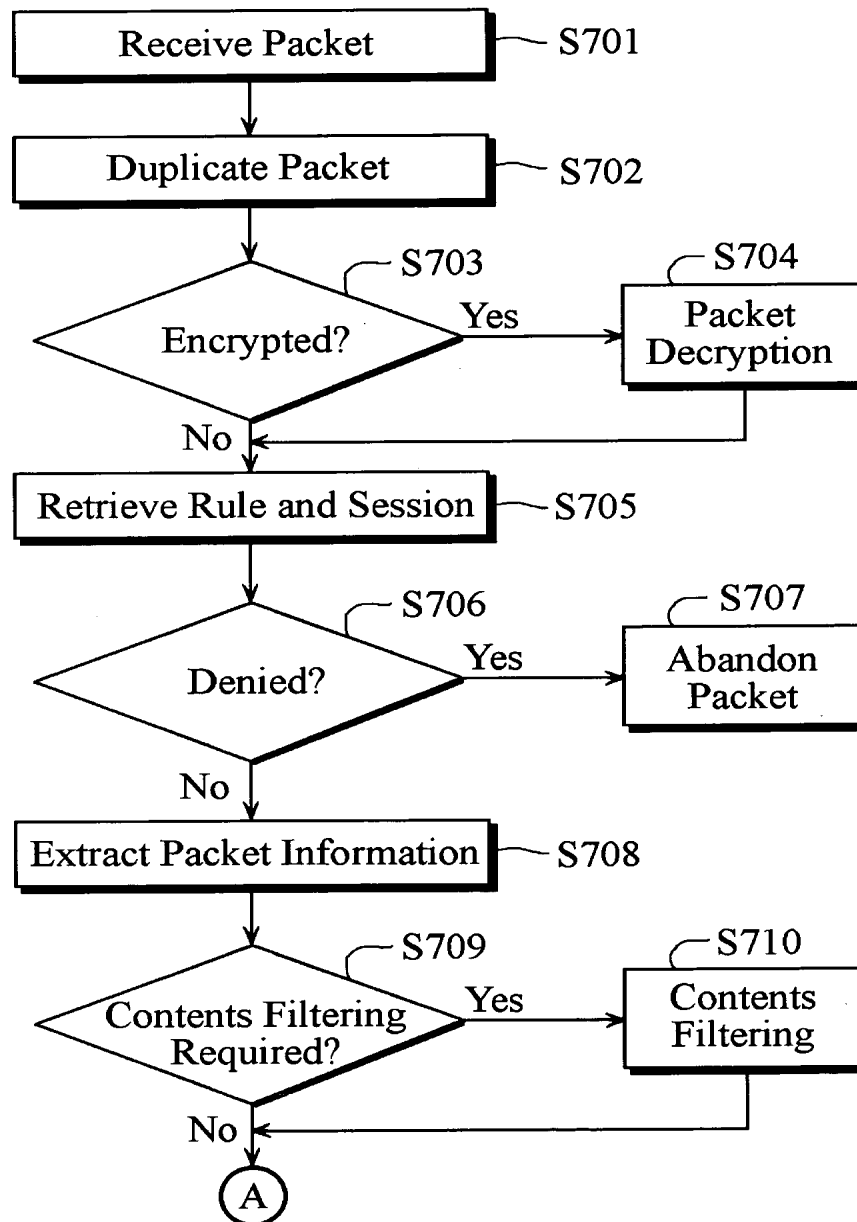 Receive Packet
S701
Duplicate Packet
S702
S703
Encrypted?
Yes
S704
Packet
Decryption
No
Retrieve Rule and Session
S705
S706
Denied?
Yes
S707
Abandon
Packet
No
Extract Packet Information
S708
S709
Contents Filtering
Required?
Yes
S710
Contents
Filtering
No
A